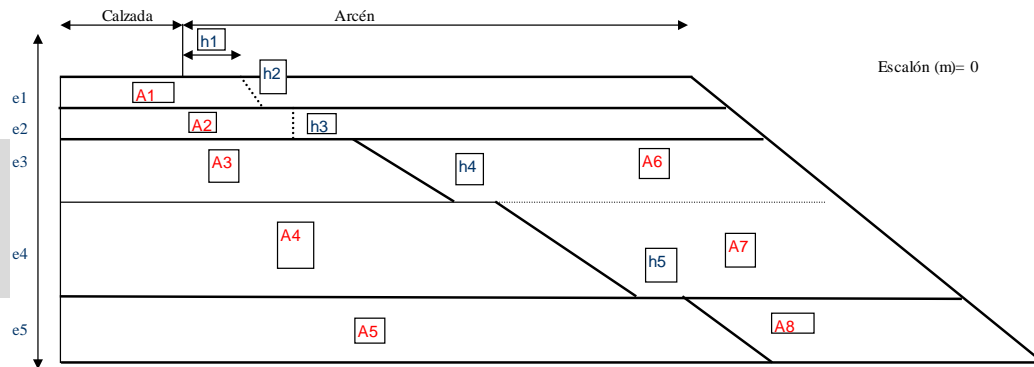 Calzada
Arcén
h1
h2
Escalón (m)= 0
e1
A1
e2
A2
h3
e3
A3
h4
A6
e4
A4
A7
h5
e5
A5
A8